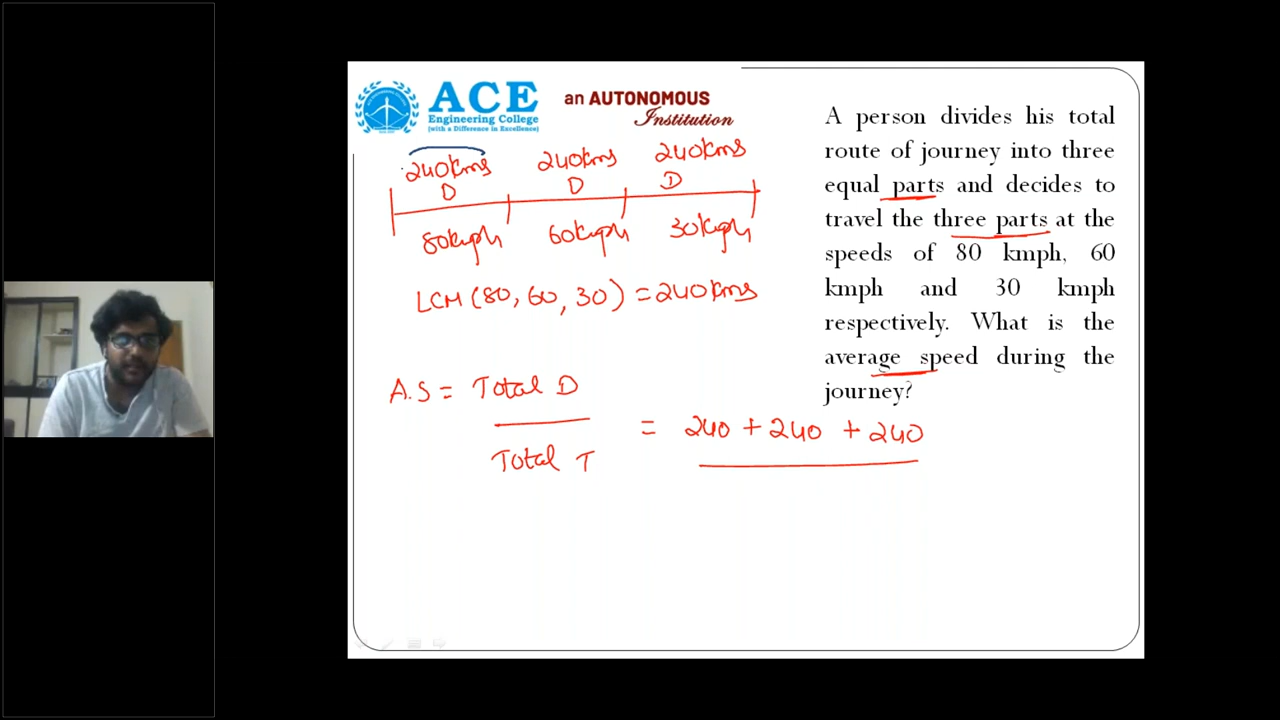 ACE
Engineering College
(with a Difference in Excellence)
an AUTONOMOUS
Institution
240kms 240kms 240kms
D D D
80kmph 60kmph 30kmph
LCM (80, 60, 30) = 240kms
A.S = Total D
Total T
= 240 + 240 + 240
A person divides his total
route of journey into three
equal parts and decides to
travel the three parts at the
speeds of 80 kmph, 60
kmph and 30 kmph
respectively. What is the
average speed during the
journey?